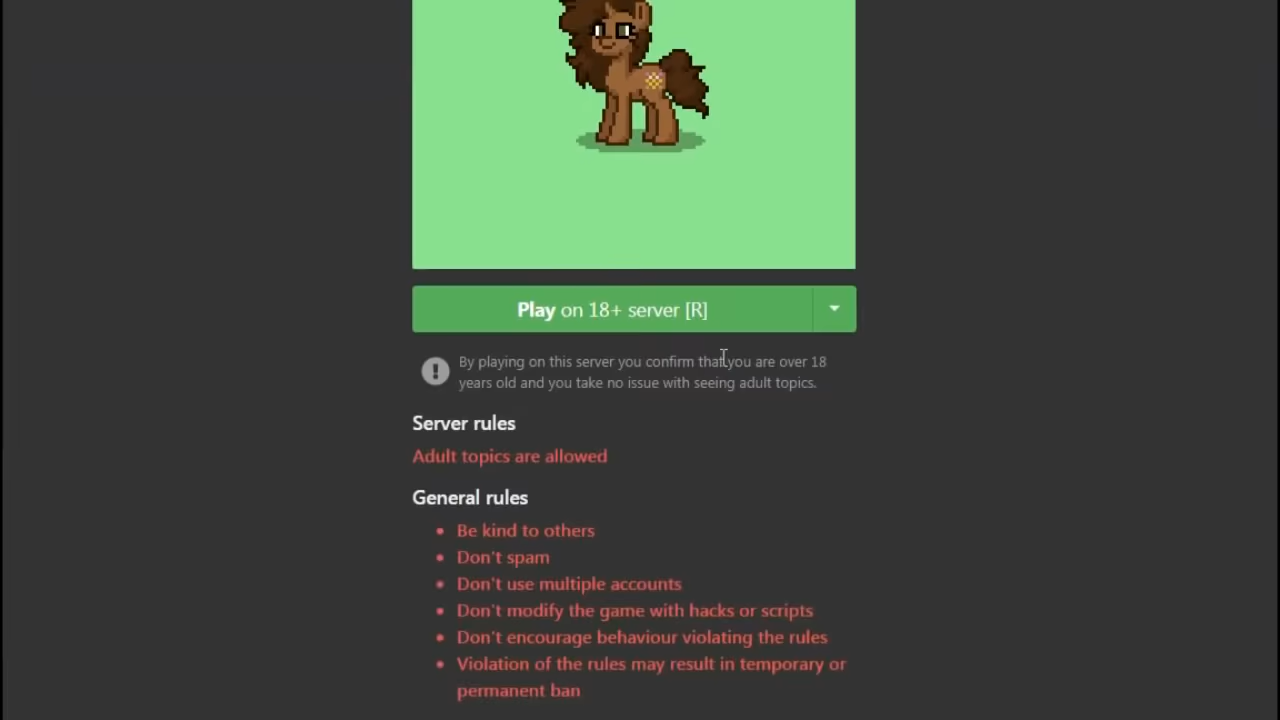 Play on 18+ server [R]
By playing on this server you confirm that you are over 18
years old and you take no issue with seeing adult topics.
Server rules
Adult topics are allowed
General rules
Be kind to others
Don't spam
Don't use multiple accounts
Don't modify the game with hacks or scripts
Don't encourage behaviour violating the rules
Violation of the rules may result in temporary or
permanent ban